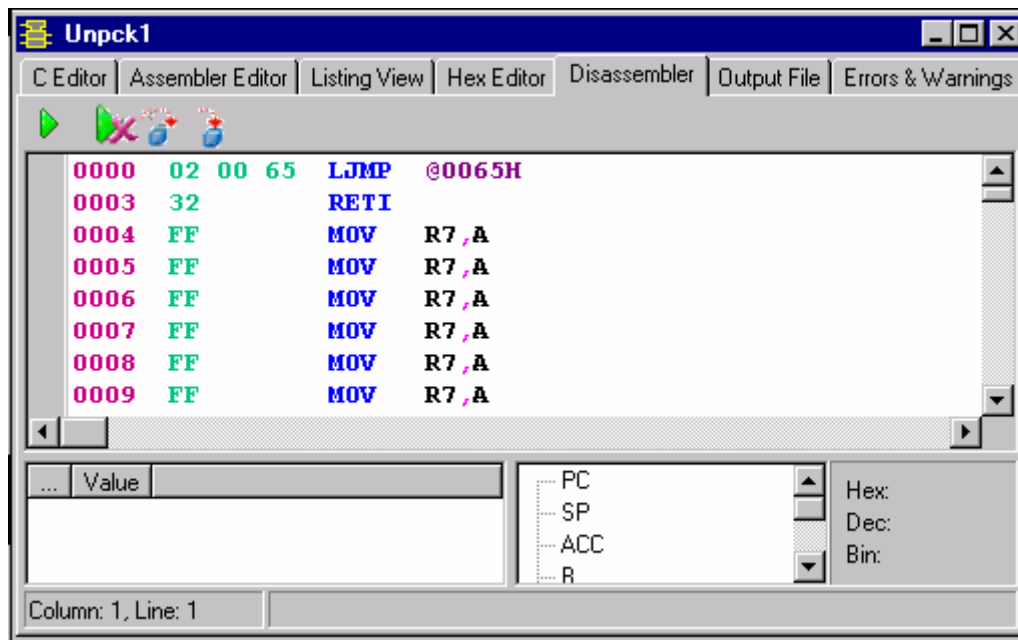 Unpck1
C Editor Assembler Editor Listing View Hex Editor Disassembler Output File Errors & Warnings
0000 02 00 65 LJMP @0065H
0003 32 RETI
0004 FF MOV R7,A
0005 FF MOV R7,A
0006 FF MOV R7,A
0007 FF MOV R7,A
0008 FF MOV R7,A
0009 FF MOV R7,A
... Value
PC
SP
ACC
B
Hex:
Dec:
Bin:
Column: 1, Line: 1